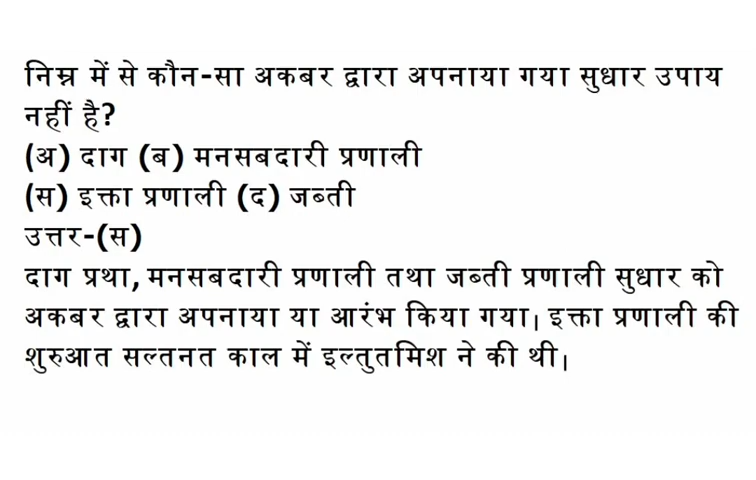 निम्न में से कौन-सा अकबर द्वारा अपनाया गया सुधार उपाय
नहीं है?
(अ) दाग (ब) मनसबदारी प्रणाली
(स) इक्ता प्रणाली (द) जब्ती
उत्तर-(स)
दाग प्रथा, मनसबदारी प्रणाली तथा जब्ती प्रणाली सुधार को
अकबर द्वारा अपनाया या आरंभ किया गया। इक्ता प्रणाली की
शुरुआत सल्तनत काल में इल्तुतमिश ने की थी।